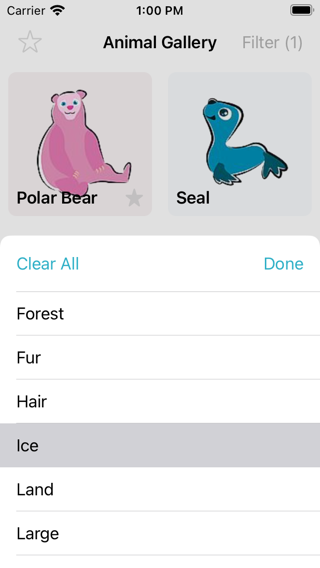 Carrier 1:00 PM
Animal Gallery Filter (1)
Polar Bear Seal
Clear All Done
Forest
Fur
Hair
Ice
Land
Large